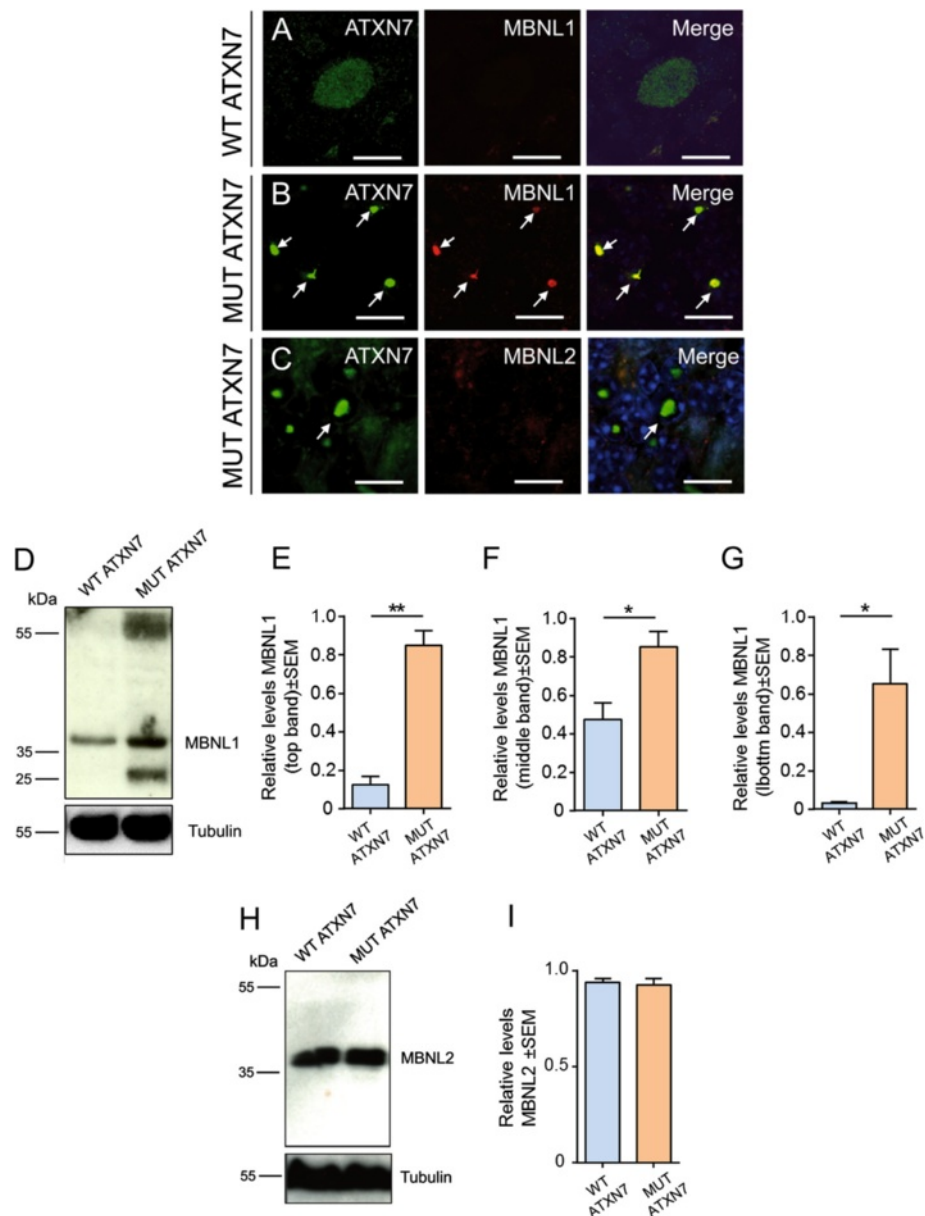 A ATXN7 MBNL1 Merge
WT ATXN7
B ATXN7 MBNL1 Merge
MUT ATXN7
C ATXN7 MBNL2 Merge
MUT ATXN7
D
WT ATXN7
MUT ATXN7
kDa
55
35
25
MBNL1
55
Tubulin
E
Relative levels MBNL1
(top band)±SEM
1.0
0.8
0.6
0.4
0.2
0
**
WT
ATXN7
MUT
ATXN7
F
Relative levels MBNL1
(middle band)±SEM
1.0
0.8
0.6
0.4
0.2
0
*
WT
ATXN7
MUT
ATXN7
G
Relative levels MBNL1
(lbottm band)±SEM
1.0
0.8
0.6
0.4
0.2
0
*
WT
ATXN7
MUT
ATXN7
H
WT ATXN7
MUT ATXN7
kDa
55
35
MBNL2
55
Tubulin
I
Relative levels
MBNL2 ±SEM
1.0
0.5
0
WT
ATXN7
MUT
ATXN7